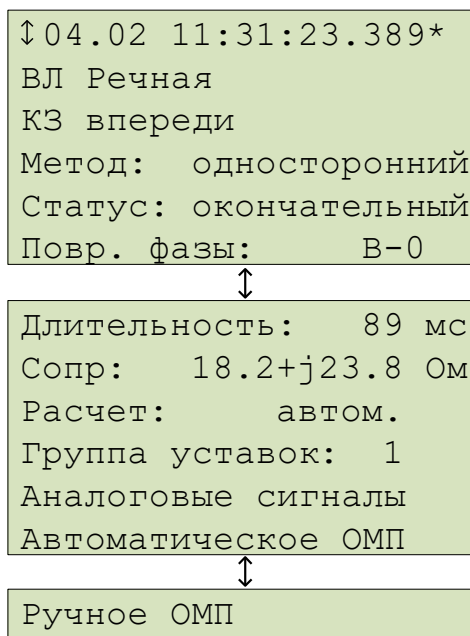 ↕04.02 11:31:23.389*
ВЛ Речная
КЗ впереди
Метод: односторонний
Статус: окончательный
Повр. фазы: В-0
Длительность: 89 мс
Сопр: 18.2+j23.8 Ом
Расчет: автом.
Группа уставок: 1
Аналоговые сигналы
Автоматическое ОМП
Ручное ОМП